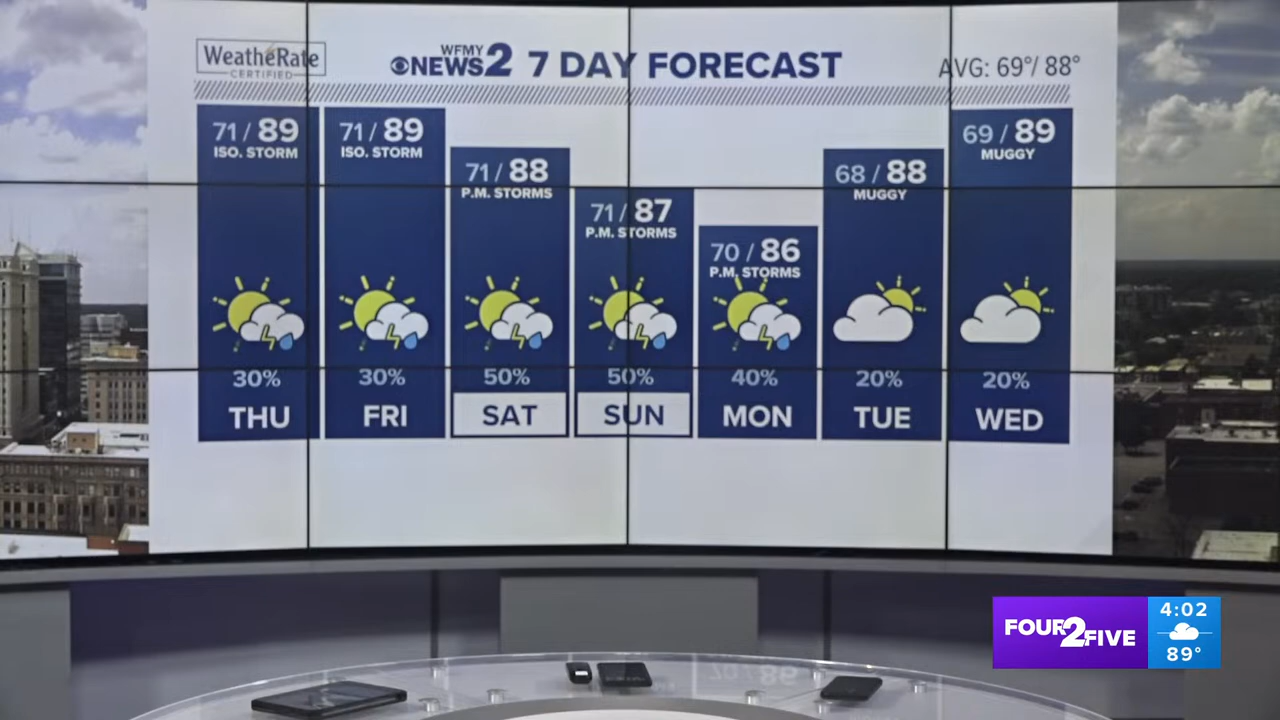 WeatheRate
CERTIFIED
WFMY
NEWS 2
7 DAY FORECAST
AVG: 69°/ 88°
71 / 89
ISO. STORM
30%
THU
71 / 89
ISO. STORM
30%
FRI
71 / 88
P.M. STORMS
50%
SAT
71 / 87
P.M. STORMS
50%
SUN
70 / 86
P.M. STORMS
40%
MON
68 / 88
MUGGY
20%
TUE
69 / 89
MUGGY
20%
WED
FOUR2FIVE
4:02
89°
70 / 86